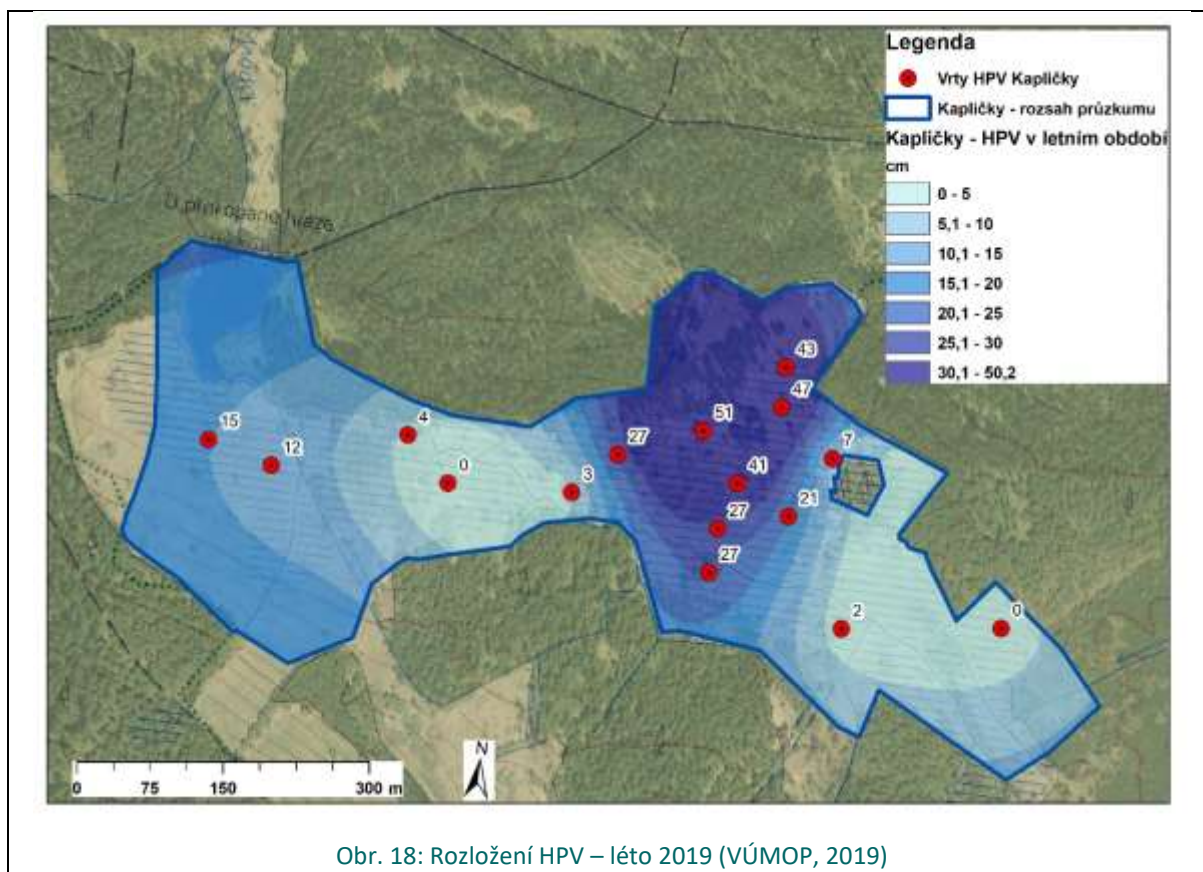 Legenda
Vrty HPV Kapličky
Kapličky - rozsah průzkumu
Kapličky - HPV v letním období
cm
0 - 5
5,1 - 10
10,1 - 15
15,1 - 20
20,1 - 25
25,1 - 30
30,1 - 50,2
43
47
51
4
15
27
7
12
0
41
3
21
27
27
2
0
N
0 75 150 300 m
Obr. 18: Rozložení HPV – léto 2019 (VÚMOP, 2019)